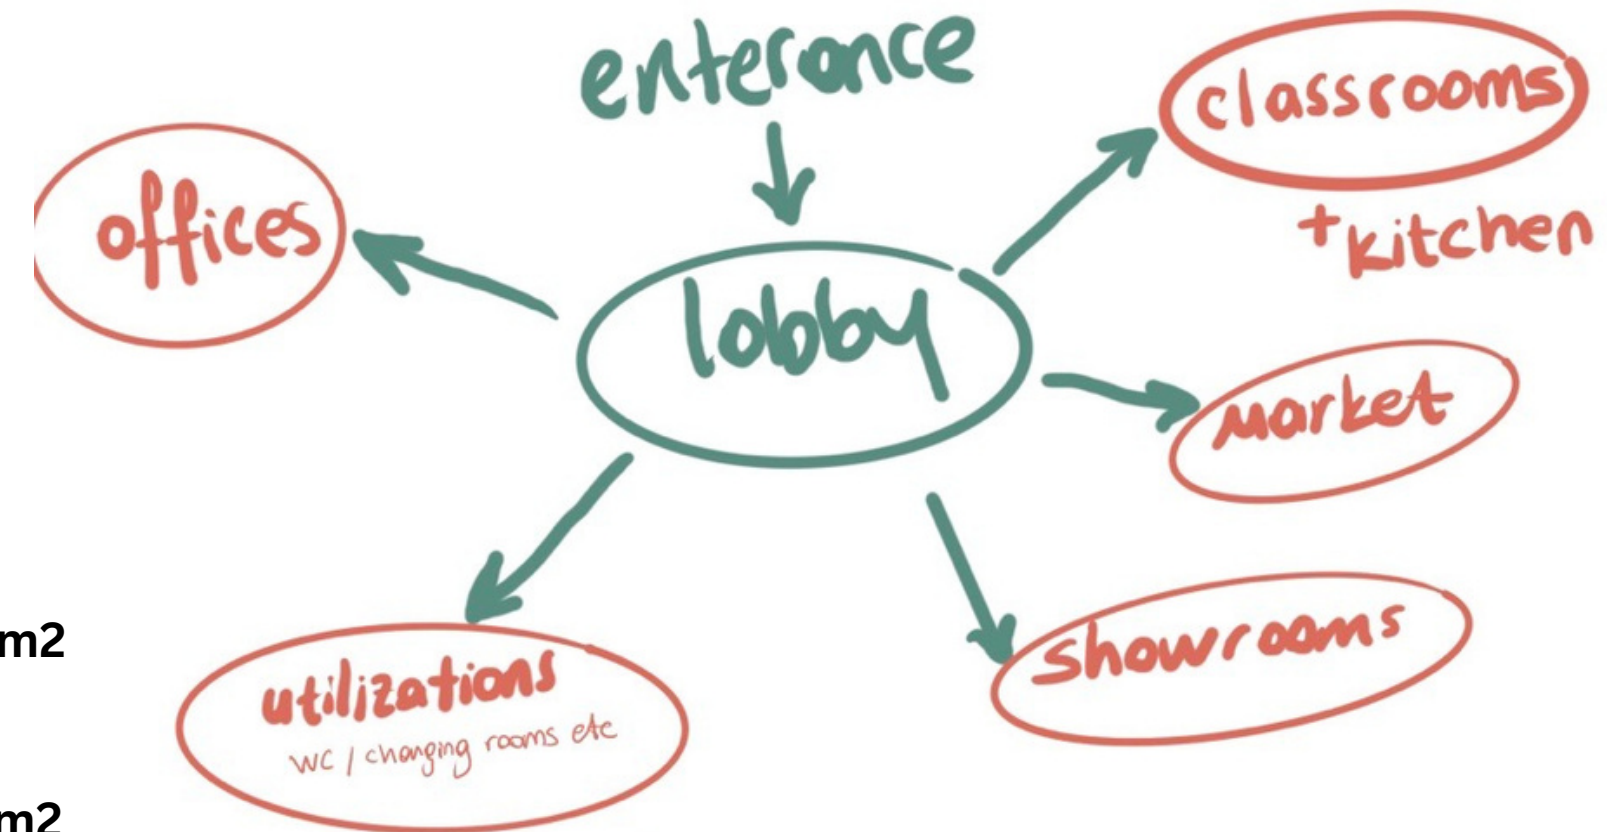 enterance
classrooms
+kitchen
offices
lobby
market
showrooms
utilizations
WC / changing rooms etc
m2
m2